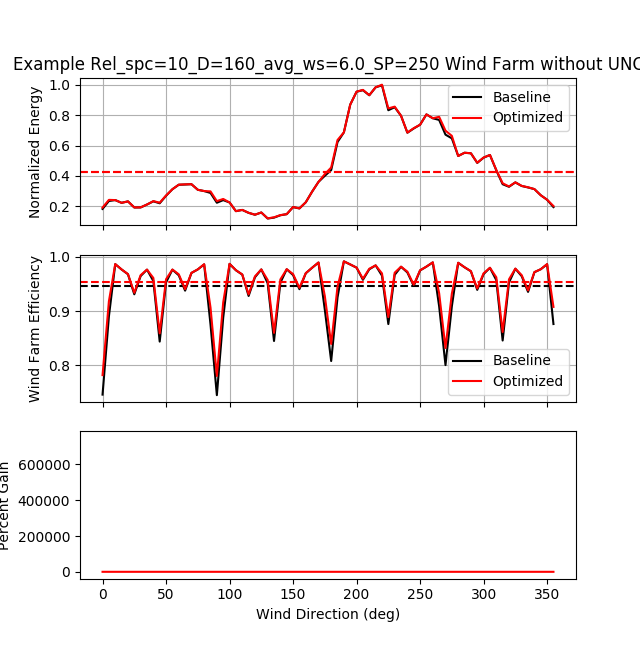 Example Rel_spc=10_D=160_avg_ws=6.0_SP=250 Wind Farm without UNC
Normalized Energy
1.0
0.8
0.6
0.4
0.2
Baseline
Optimized
Wind Farm Efficiency
1.0
0.9
0.8
Baseline
Optimized
Percent Gain
600000
400000
200000
0
0 50 100 150 200 250 300 350
Wind Direction (deg)